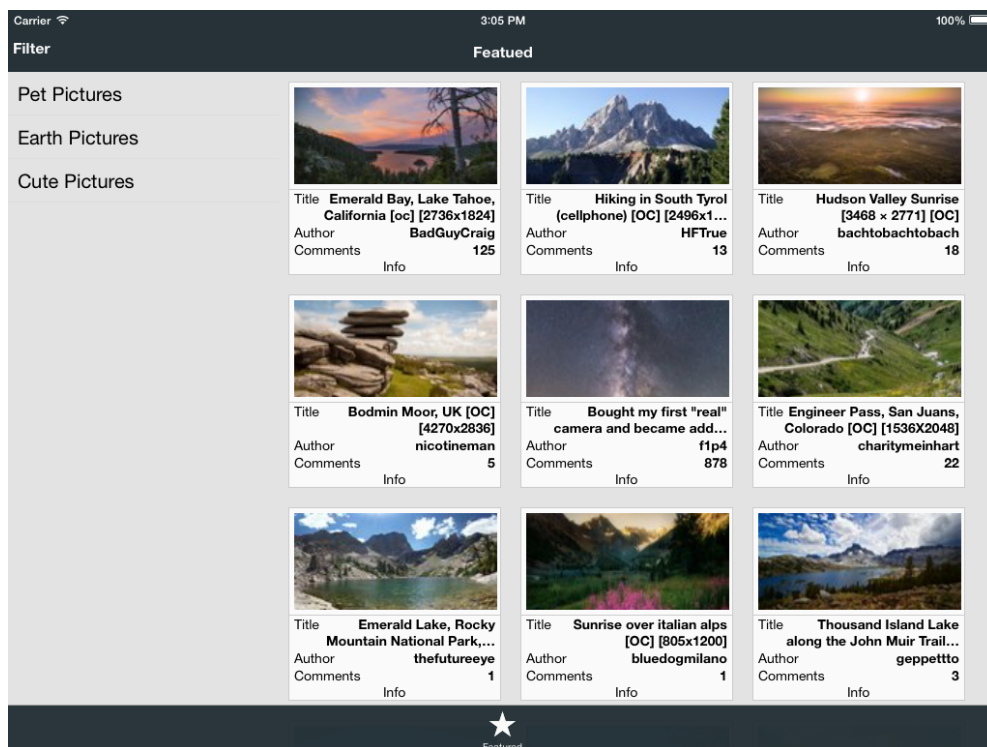 Carrier 3:05 PM 100%
Filter Featued
Pet Pictures
Earth Pictures
Cute Pictures
Title Emerald Bay, Lake Tahoe,
California [oc] [2736x1824]
Author BadGuyCraig
Comments 125
Info
Title Hiking in South Tyrol
(cellphone) [OC] [2496x1...
Author HFTrue
Comments 13
Info
Title Hudson Valley Sunrise
[3468 × 2771] [OC]
Author bachtobachtobach
Comments 18
Info
Title Bodmin Moor, UK [OC]
[4270x2836]
Author nicotineman
Comments 5
Info
Title Bought my first "real"
camera and became add...
Author f1p4
Comments 878
Info
Title Engineer Pass, San Juans,
Colorado [OC] [1536X2048]
Author charitymeinhart
Comments 22
Info
Title Emerald Lake, Rocky
Mountain National Park,...
Author thefutureeye
Comments 1
Info
Title Sunrise over italian alps
[OC] [805x1200]
Author bluedogmilano
Comments 1
Info
Title Thousand Island Lake
along the John Muir Trail...
Author geppettto
Comments 3
Info
Featured